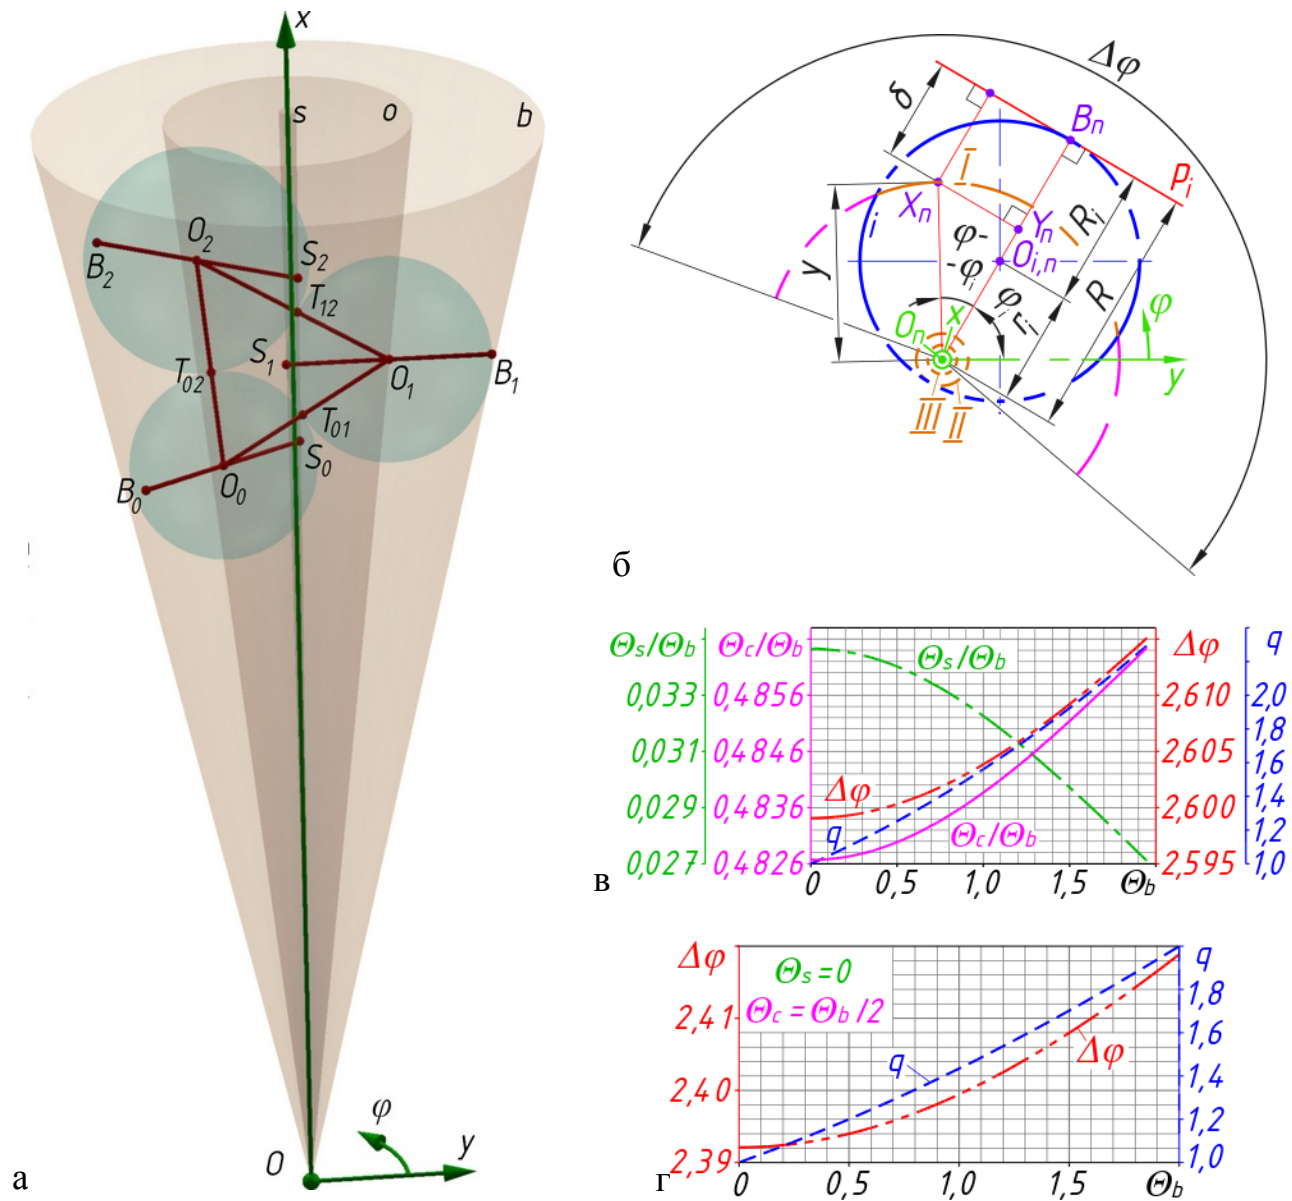 x
s
o
b
O₂
B₂
S₂
T₁₂
S₁
O₁
B₁
T₀₂
T₀₁
S₀
B₀
O₀
φ
y
O
а
Δφ
δ
Bₙ
pᵢ
I
Xₙ
Yₙ
i
Rᵢ
φ-
-φᵢ
Oᵢ,ₙ
y
R
φᵢ
rᵢ
Oₙ
x
φ
y
III
II
б
Θs/Θb Θc/Θb Θs/Θb Δφ q
0,033 0,4856 2,610 2,0
1,8
0,031 0,4846 2,605 1,6
Δφ
0,029 0,4836 2,600 1,4
q Θc/Θb 1,2
0,027 0,4826 2,595 1,0
0 0,5 1,0 1,5 Θb
в
Δφ Θs=0 q
Θc=Θb/2 1,8
2,41 1,6
q Δφ
2,40 1,4
1,2
2,39 1,0
0 0,5 1,0 1,5 Θb
г